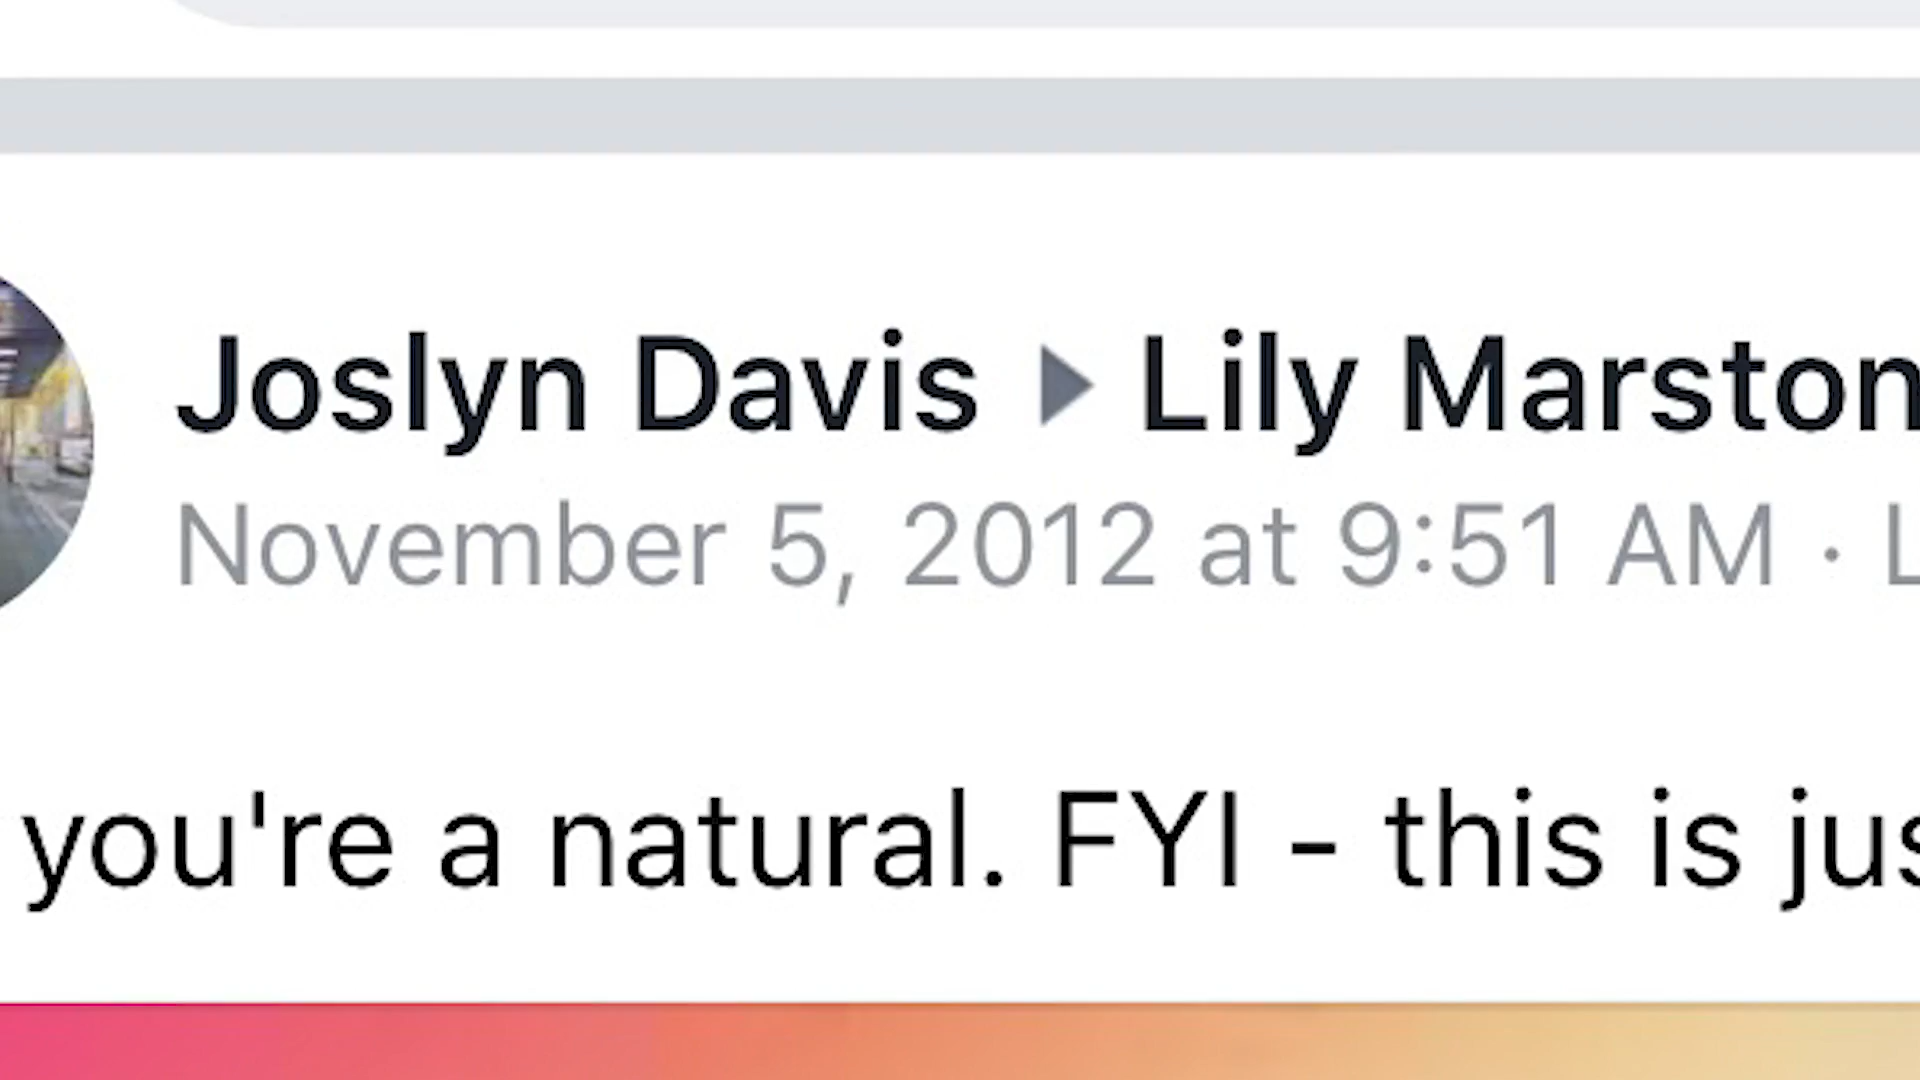 Joslyn Davis ▶ Lily Marston
November 5, 2012 at 9:51 AM ·
you're a natural. FYI - this is